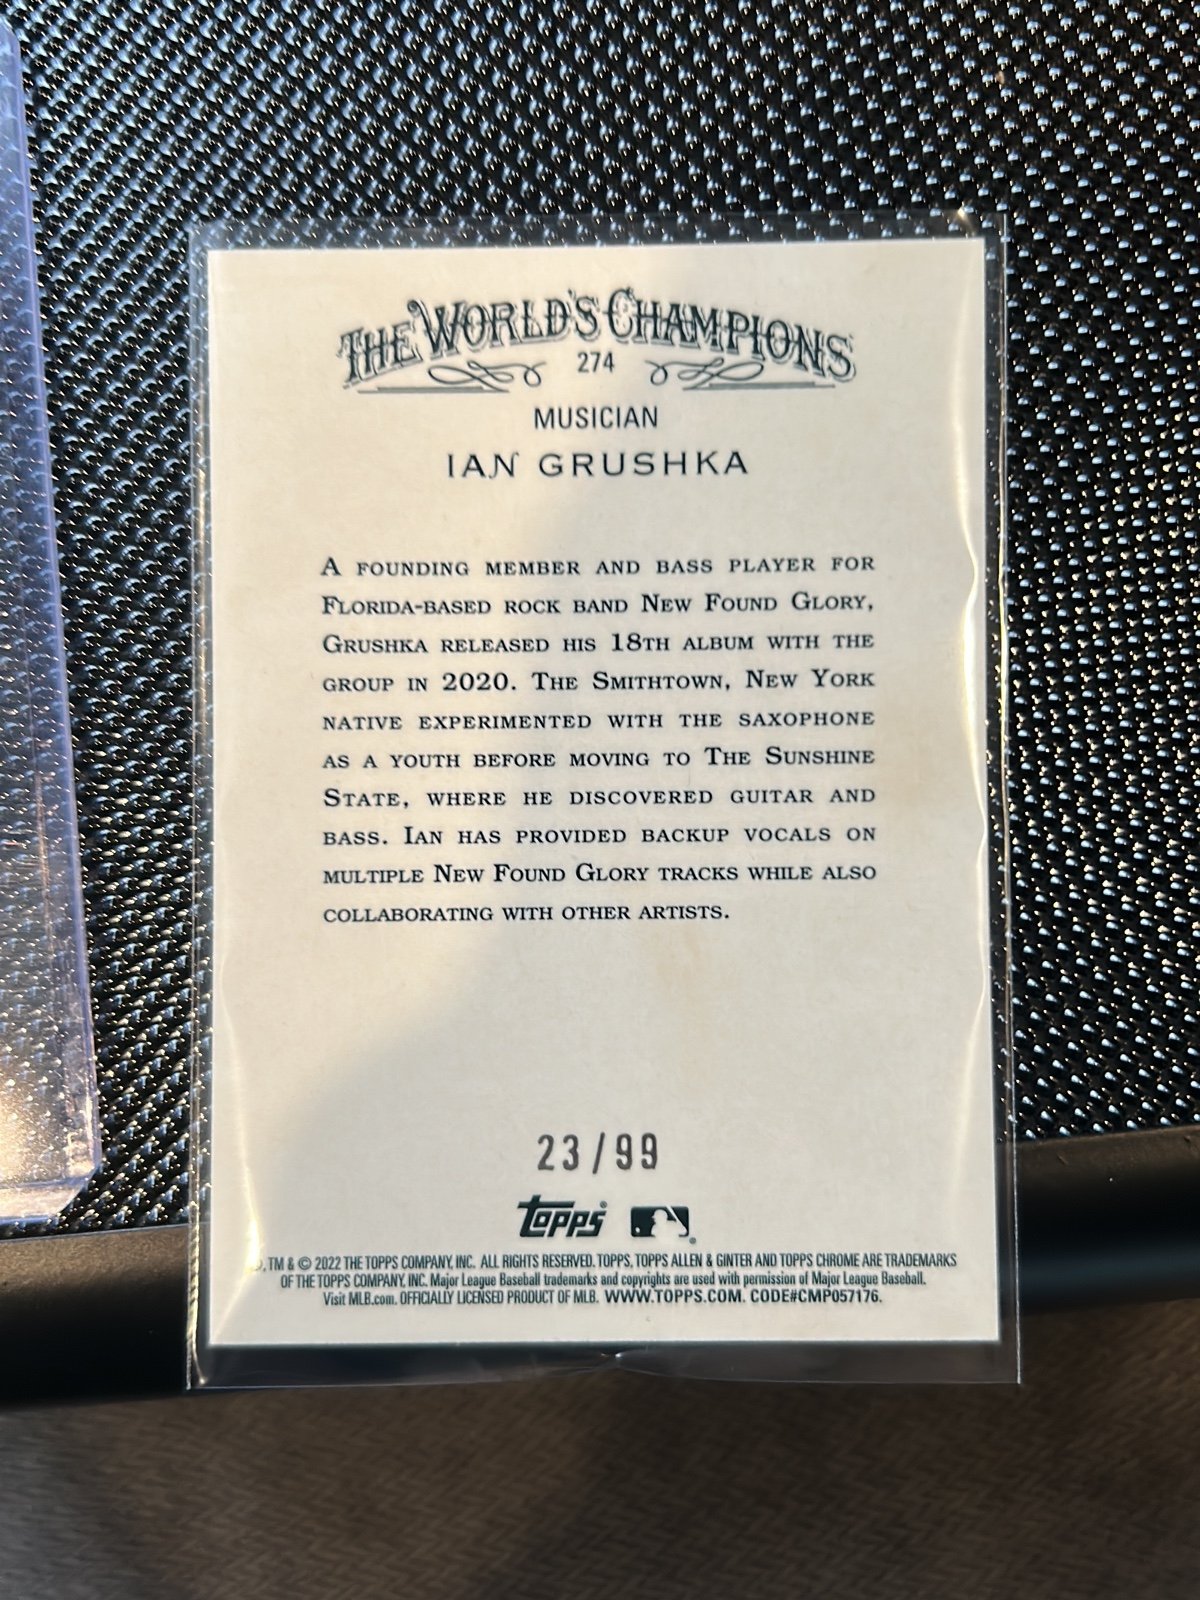 THE WORLD'S CHAMPIONS
274
MUSICIAN
IAN GRUSHKA
A FOUNDING MEMBER AND BASS PLAYER FOR
FLORIDA-BASED ROCK BAND NEW FOUND GLORY,
GRUSHKA RELEASED HIS 18TH ALBUM WITH THE
GROUP IN 2020. THE SMITHTOWN, NEW YORK
NATIVE EXPERIMENTED WITH THE SAXOPHONE
AS A YOUTH BEFORE MOVING TO THE SUNSHINE
STATE, WHERE HE DISCOVERED GUITAR AND
BASS. IAN HAS PROVIDED BACKUP VOCALS ON
MULTIPLE NEW FOUND GLORY TRACKS WHILE ALSO
COLLABORATING WITH OTHER ARTISTS.
23/99
Topps®
®, TM & © 2022 THE TOPPS COMPANY, INC. ALL RIGHTS RESERVED. TOPPS, TOPPS ALLEN & GINTER AND TOPPS CHROME ARE TRADEMARKS
OF THE TOPPS COMPANY, INC. Major League Baseball trademarks and copyrights are used with permission of Major League Baseball.
Visit MLB.com. OFFICIALLY LICENSED PRODUCT OF MLB. WWW.TOPPS.COM. CODE#CMP057176.